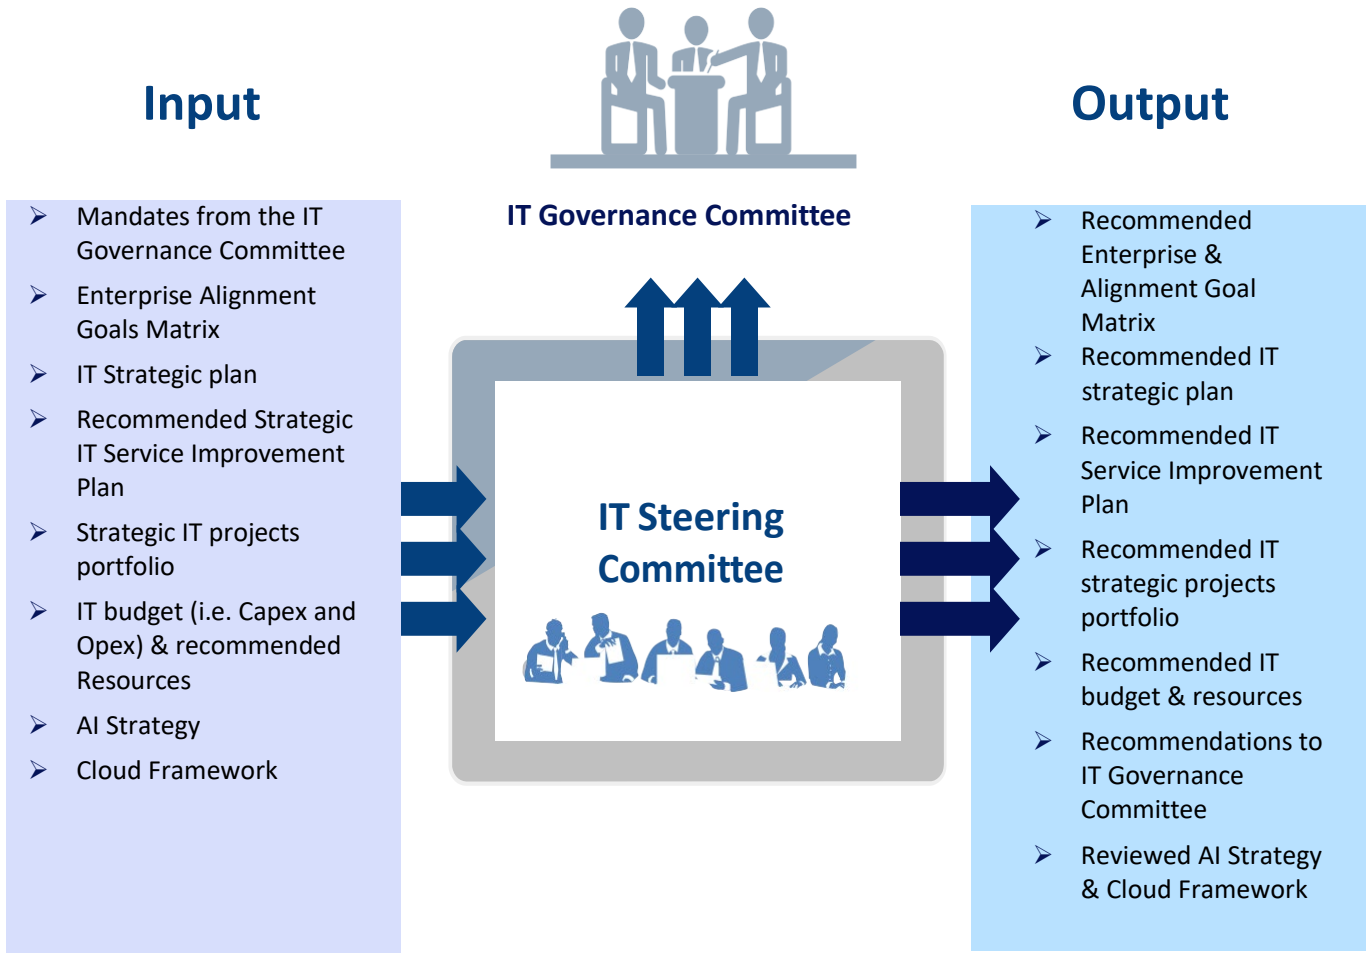 Input
➢ Mandates from the IT
Governance Committee
➢ Enterprise Alignment
Goals Matrix
➢ IT Strategic plan
➢ Recommended Strategic
IT Service Improvement
Plan
➢ Strategic IT projects
portfolio
➢ IT budget (i.e. Capex and
Opex) & recommended
Resources
➢ AI Strategy
➢ Cloud Framework
IT Governance Committee
IT Steering
Committee
Output
➢ Recommended
Enterprise &
Alignment Goal
Matrix
➢ Recommended IT
strategic plan
➢ Recommended IT
Service Improvement
Plan
➢ Recommended IT
strategic projects
portfolio
➢ Recommended IT
budget & resources
➢ Recommendations to
IT Governance
Committee
➢ Reviewed AI Strategy
& Cloud Framework